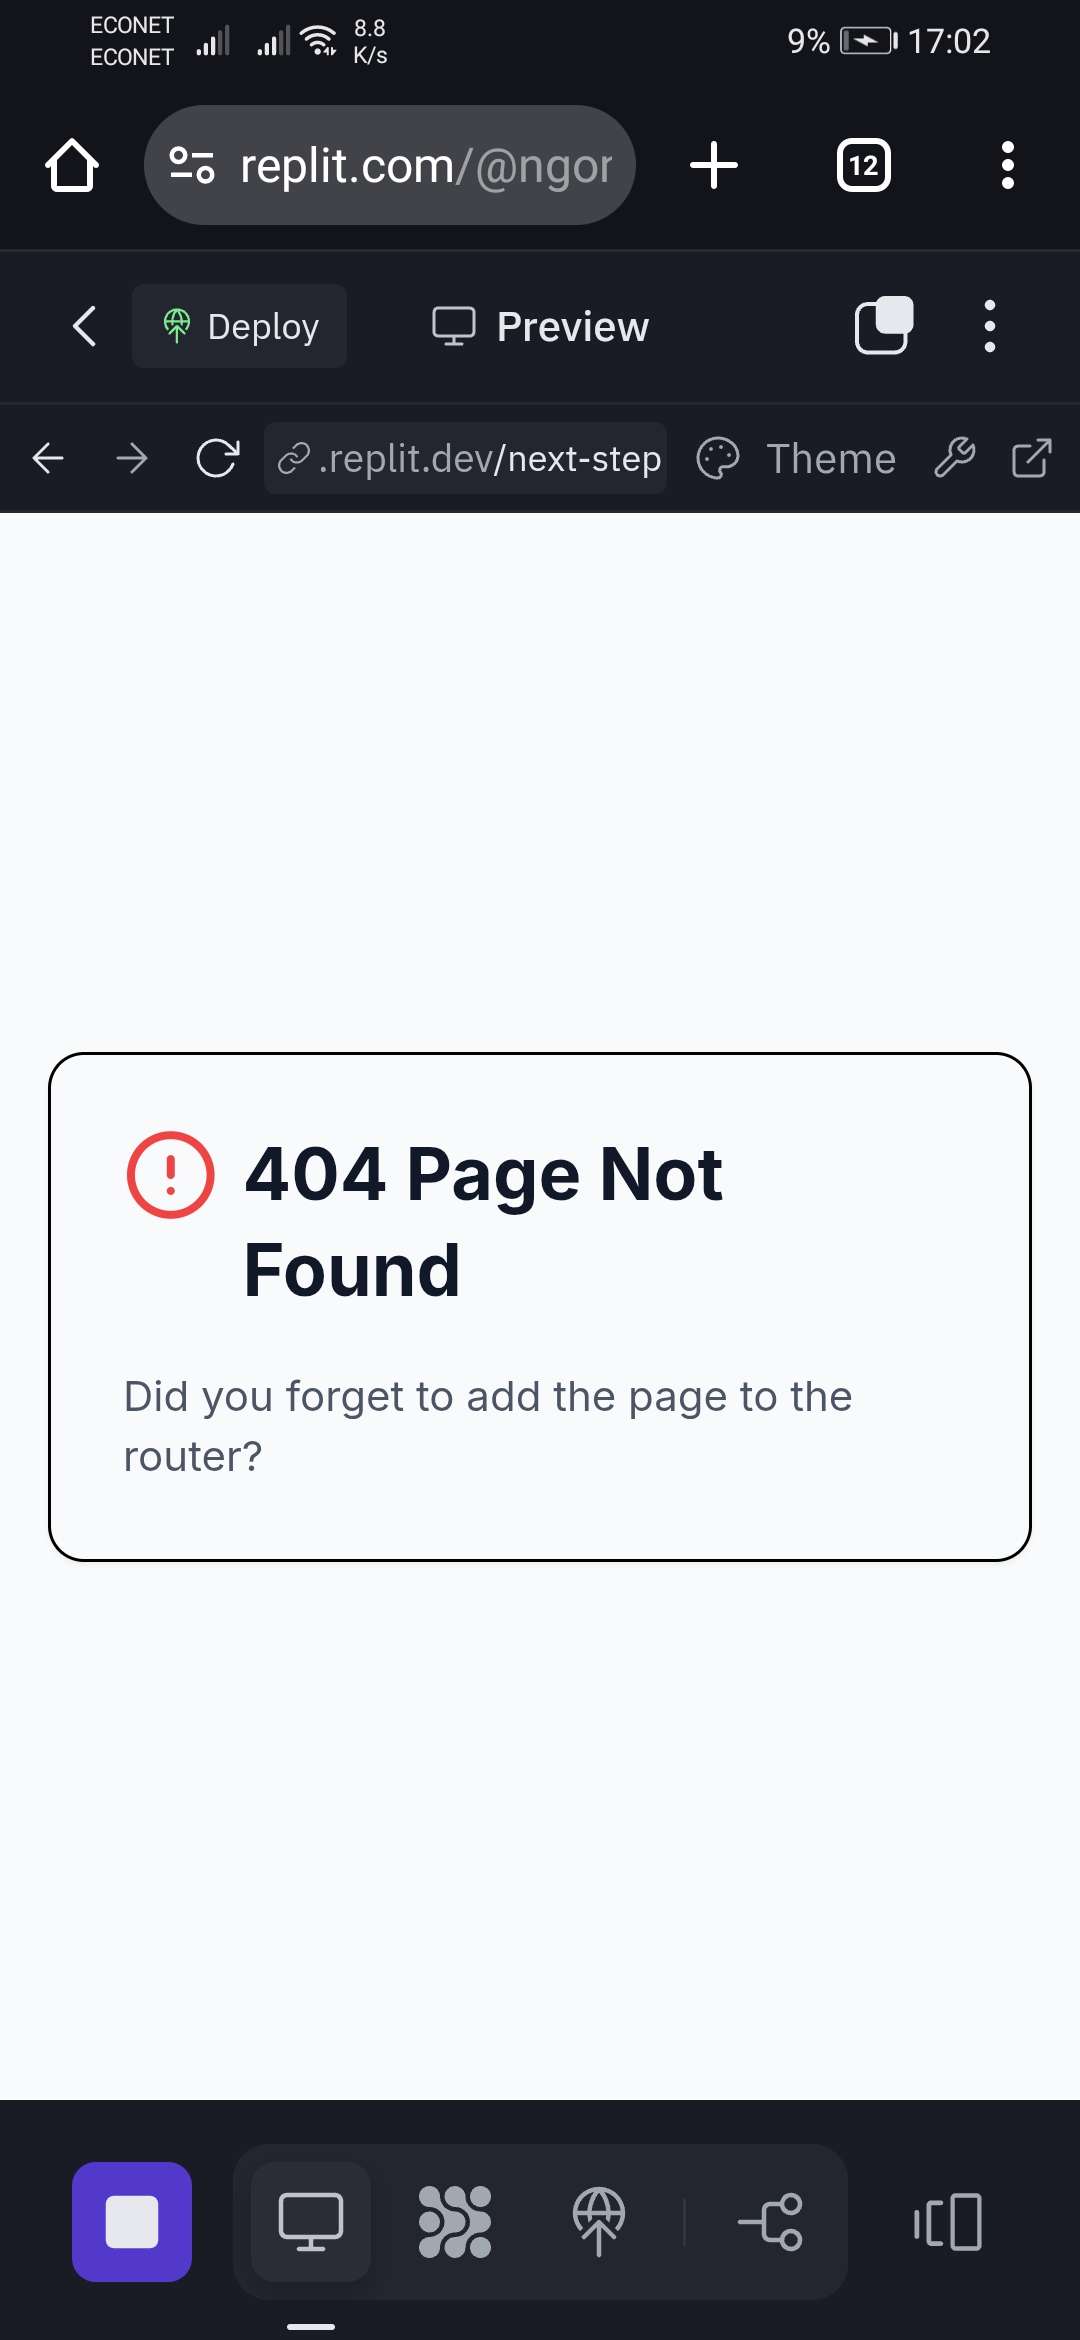 ECONET
ECONET
8.8
K/s
9%
17:02
replit.com/@ngor
12
Deploy
Preview
.replit.dev/next-step
Theme
404 Page Not
Found
Did you forget to add the page to the
router?